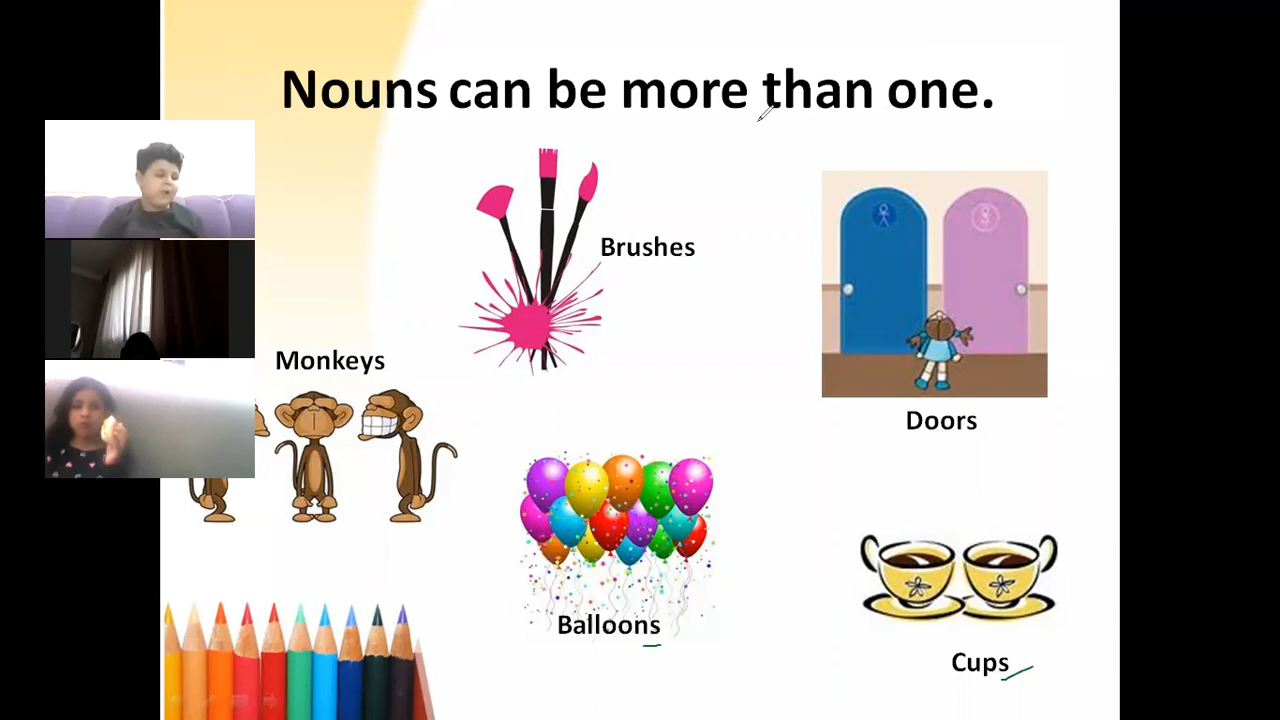 Nouns can be more than one.
Brushes
Monkeys
Doors
Balloons
Cups